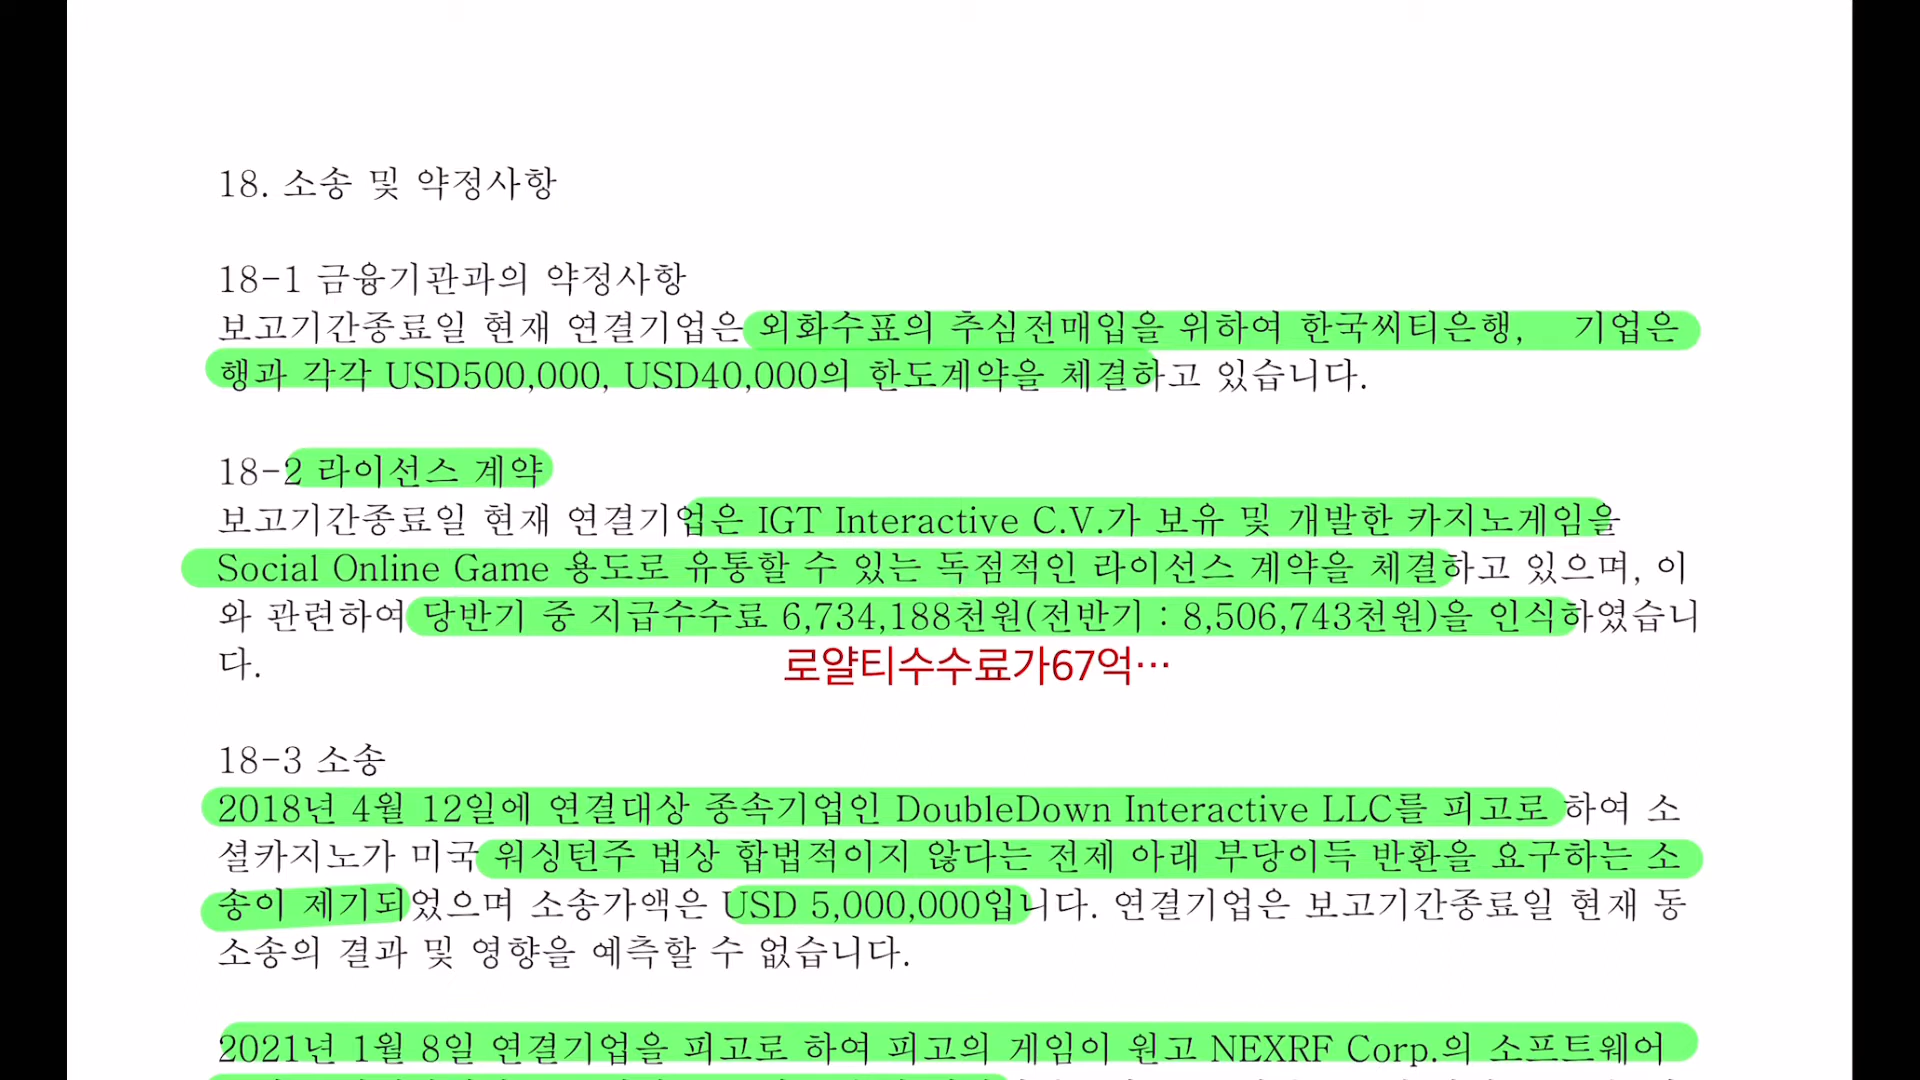 18. 소송 및 약정사항
18-1 금융기관과의 약정사항
보고기간종료일 현재 연결기업은 외화수표의 추심전매입을 위하여 한국씨티은행, 기업은
행과 각각 USD500,000, USD40,000의 한도계약을 체결하고 있습니다.
18-2 라이선스 계약
보고기간종료일 현재 연결기업은 IGT Interactive C.V.가 보유 및 개발한 카지노게임을
Social Online Game 용도로 유통할 수 있는 독점적인 라이선스 계약을 체결하고 있으며, 이
와 관련하여 당반기 중 지급수수료 6,734,188천원(전반기 : 8,506,743천원)을 인식하였습니
다.
로얄티수수료가67억…
18-3 소송
2018년 4월 12일에 연결대상 종속기업인 DoubleDown Interactive LLC를 피고로 하여 소
셜카지노가 미국 워싱턴주 법상 합법적이지 않다는 전제 아래 부당이득 반환을 요구하는 소
송이 제기되었으며 소송가액은 USD 5,000,000입니다. 연결기업은 보고기간종료일 현재 동
소송의 결과 및 영향을 예측할 수 없습니다.
2021년 1월 8일 연결기업을 피고로 하여 피고의 게임이 원고 NEXRF Corp.의 소프트웨어